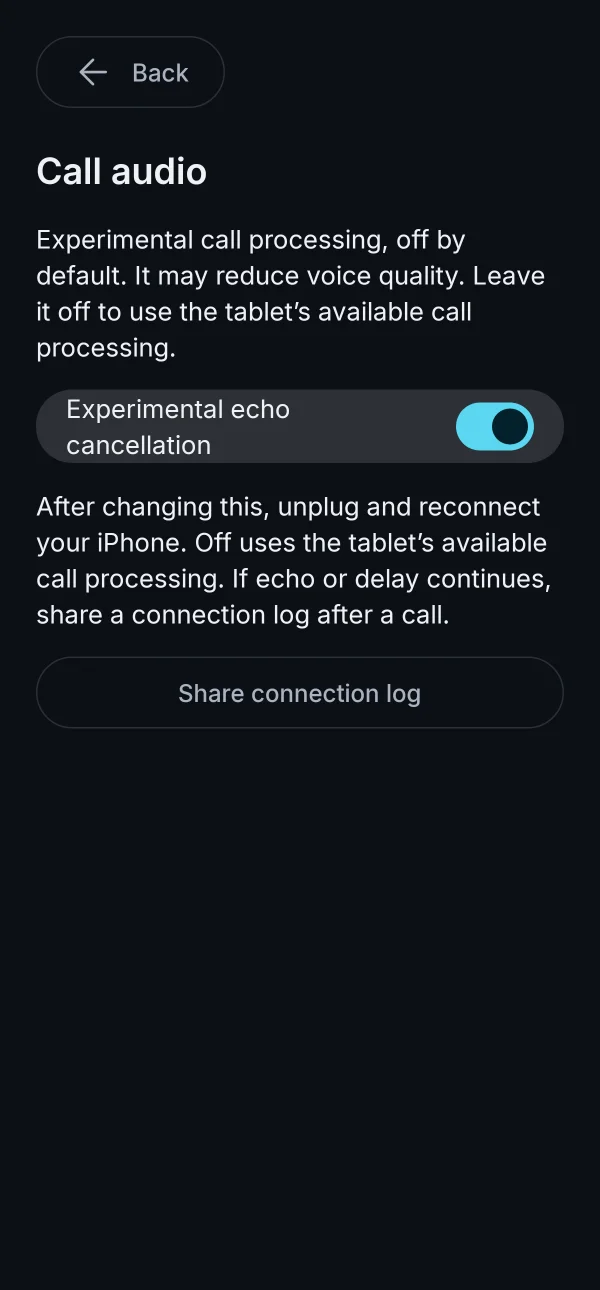 Back
Call audio
Experimental call processing, off by
default. It may reduce voice quality. Leave
it off to use the tablet’s available call
processing.
Experimental echo
cancellation
After changing this, unplug and reconnect
your iPhone. Off uses the tablet’s available
call processing. If echo or delay continues,
share a connection log after a call.
Share connection log